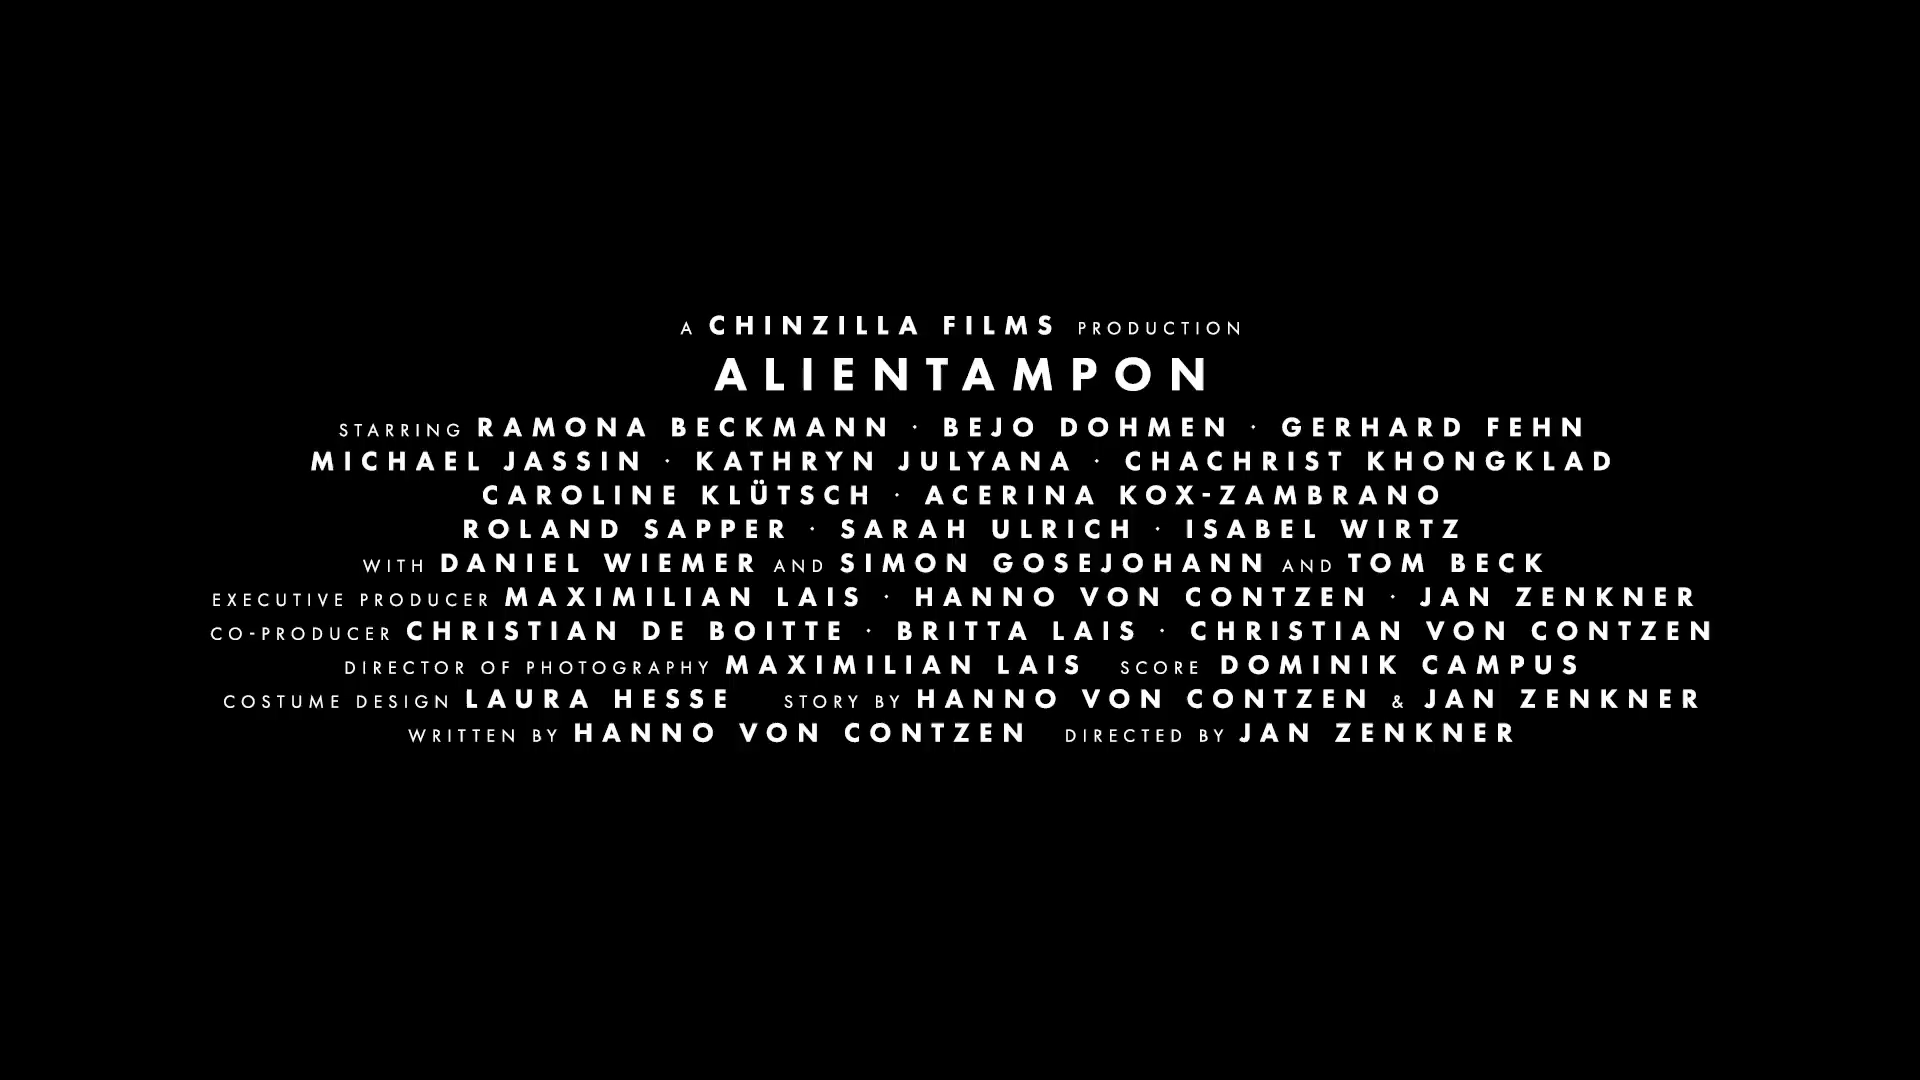 A CHINZILLA FILMS PRODUCTION
ALIENTAMPON
STARRING RAMONA BECKMANN · BEJO DOHMEN · GERHARD FEHN
MICHAEL JASSIN · KATHRYN JULYANA · CHACHRIST KHONGKLAD
CAROLINE KLÜTSCH · ACERINA KOX-ZAMBRANO
ROLAND SAPPER · SARAH ULRICH · ISABEL WIRTZ
WITH DANIEL WIEMER AND SIMON GOSEJOHANN AND TOM BECK
EXECUTIVE PRODUCER MAXIMILIAN LAIS · HANNO VON CONTZEN · JAN ZENKNER
CO-PRODUCER CHRISTIAN DE BOITTE · BRITTA LAIS · CHRISTIAN VON CONTZEN
DIRECTOR OF PHOTOGRAPHY MAXIMILIAN LAIS SCORE DOMINIK CAMPUS
COSTUME DESIGN LAURA HESSE STORY BY HANNO VON CONTZEN & JAN ZENKNER
WRITTEN BY HANNO VON CONTZEN DIRECTED BY JAN ZENKNER